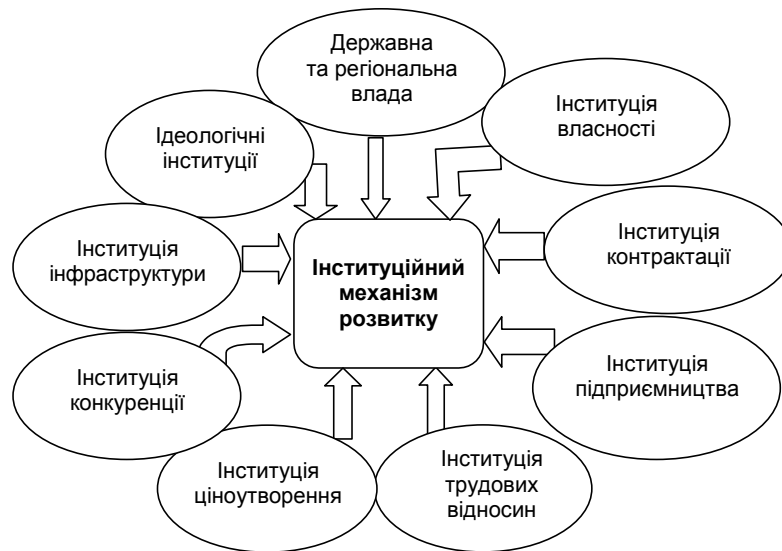 Державна
та регіональна
влада
Інституція
власності
Ідеологічні
інституції
Інституція
контрактації
Інституція
інфраструктури
Інституційний
механізм
розвитку
Інституція
підприємництва
Інституція
конкуренції
Інституція
ціноутворення
Інституція
трудових
відносин